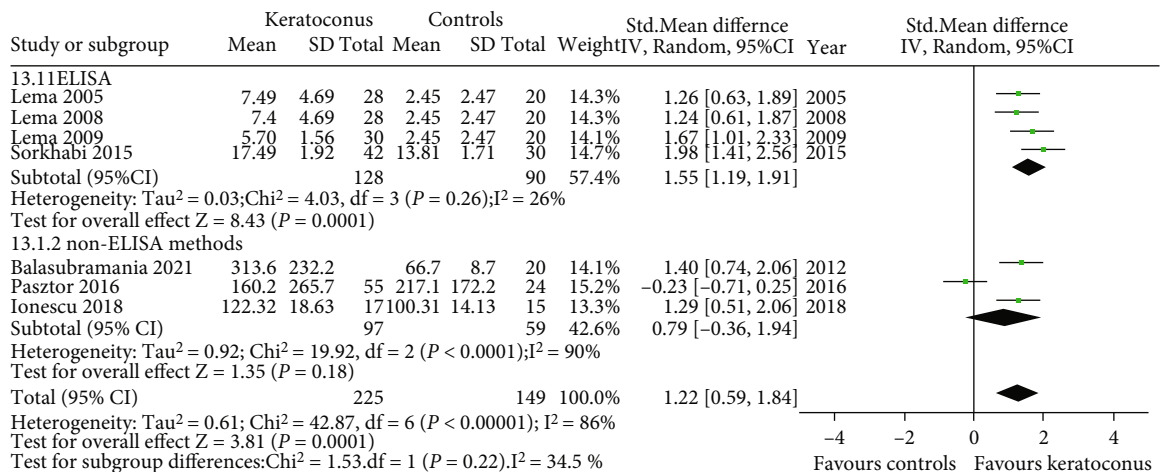 Keratoconus Controls Std.Mean differnce Std.Mean differnce
Study or subgroup Mean SD Total Mean SD Total Weight IV, Random, 95%CI Year IV, Random, 95%CI
13.11ELISA
Lema 2005 7.49 4.69 28 2.45 2.47 20 14.3% 1.26 [0.63, 1.89] 2005
Lema 2008 7.4 4.69 28 2.45 2.47 20 14.3% 1.24 [0.61, 1.87] 2008
Lema 2009 5.70 1.56 30 2.45 2.47 20 14.1% 1.67 [1.01, 2.33] 2009
Sorkhabi 2015 17.49 1.92 42 13.81 1.71 30 14.7% 1.98 [1.41, 2.56] 2015
Subtotal (95%CI) 128 90 57.4% 1.55 [1.19, 1.91]
Heterogeneity: Tau² = 0.03;Chi² = 4.03, df = 3 (P = 0.26);I² = 26%
Test for overall effect Z = 8.43 (P = 0.0001)
13.1.2 non-ELISA methods
Balasubramania 2021 313.6 232.2 66.7 8.7 20 14.1% 1.40 [0.74, 2.06] 2012
Pasztor 2016 160.2 265.7 55 217.1 172.2 24 15.2% −0.23 [−0.71, 0.25] 2016
Ionescu 2018 122.32 18.63 17 100.31 14.13 15 13.3% 1.29 [0.51, 2.06] 2018
Subtotal (95% CI) 97 59 42.6% 0.79 [−0.36, 1.94]
Heterogeneity: Tau² = 0.92; Chi² = 19.92, df = 2 (P < 0.0001);I² = 90%
Test for overall effect Z = 1.35 (P = 0.18)
Total (95% CI) 225 149 100.0% 1.22 [0.59, 1.84]
Heterogeneity: Tau² = 0.61; Chi² = 42.87, df = 6 (P < 0.00001); I² = 86%
Test for overall effect Z = 3.81 (P = 0.0001)
Test for subgroup differences:Chi² = 1.53.df = 1 (P = 0.22).I² = 34.5 %
−4 −2 0 2 4
Favours controls Favours keratoconus